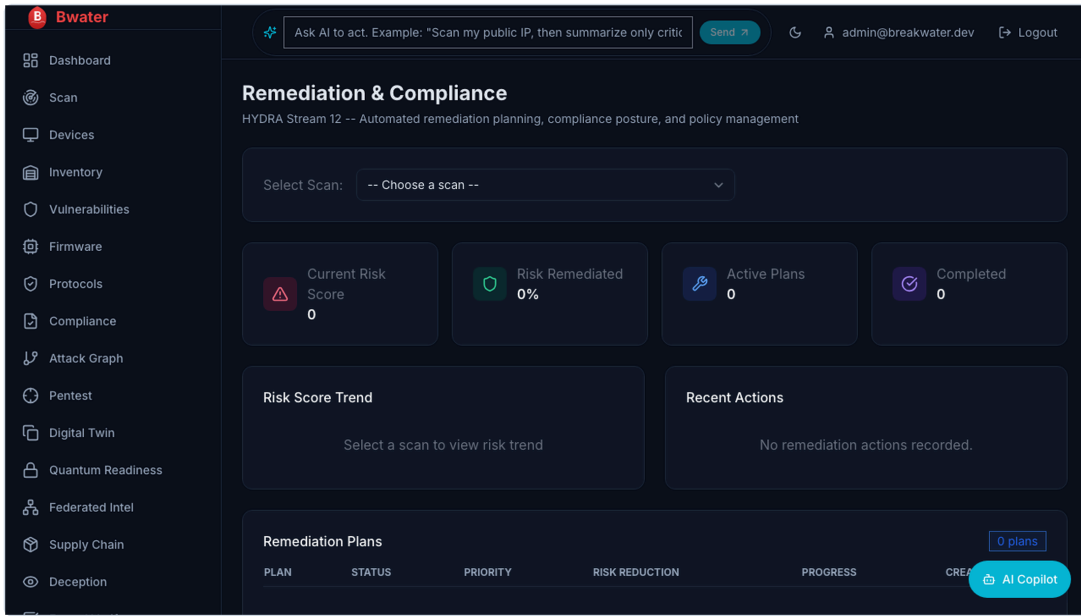 B Bwater
Dashboard
Scan
Devices
Inventory
Vulnerabilities
Firmware
Protocols
Compliance
Attack Graph
Pentest
Digital Twin
Quantum Readiness
Federated Intel
Supply Chain
Deception
Ask AI to act. Example: "Scan my public IP, then summarize only critic
Send
admin@breakwater.dev
Logout
Remediation & Compliance
HYDRA Stream 12 -- Automated remediation planning, compliance posture, and policy management
Select Scan:
-- Choose a scan --
Current Risk
Score
0
Risk Remediated
0%
Active Plans
0
Completed
0
Risk Score Trend
Select a scan to view risk trend
Recent Actions
No remediation actions recorded.
Remediation Plans
0 plans
PLAN STATUS PRIORITY RISK REDUCTION PROGRESS CREA
AI Copilot